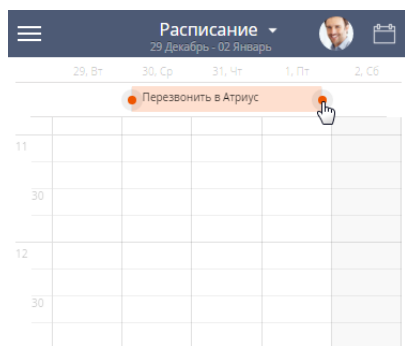 Расписание
29 Декабрь - 02 Январь
29, Вт 30, Ср 31, Чт 1, Пт 2, Сб
Перезвонить в Атриус
11
30
12
30